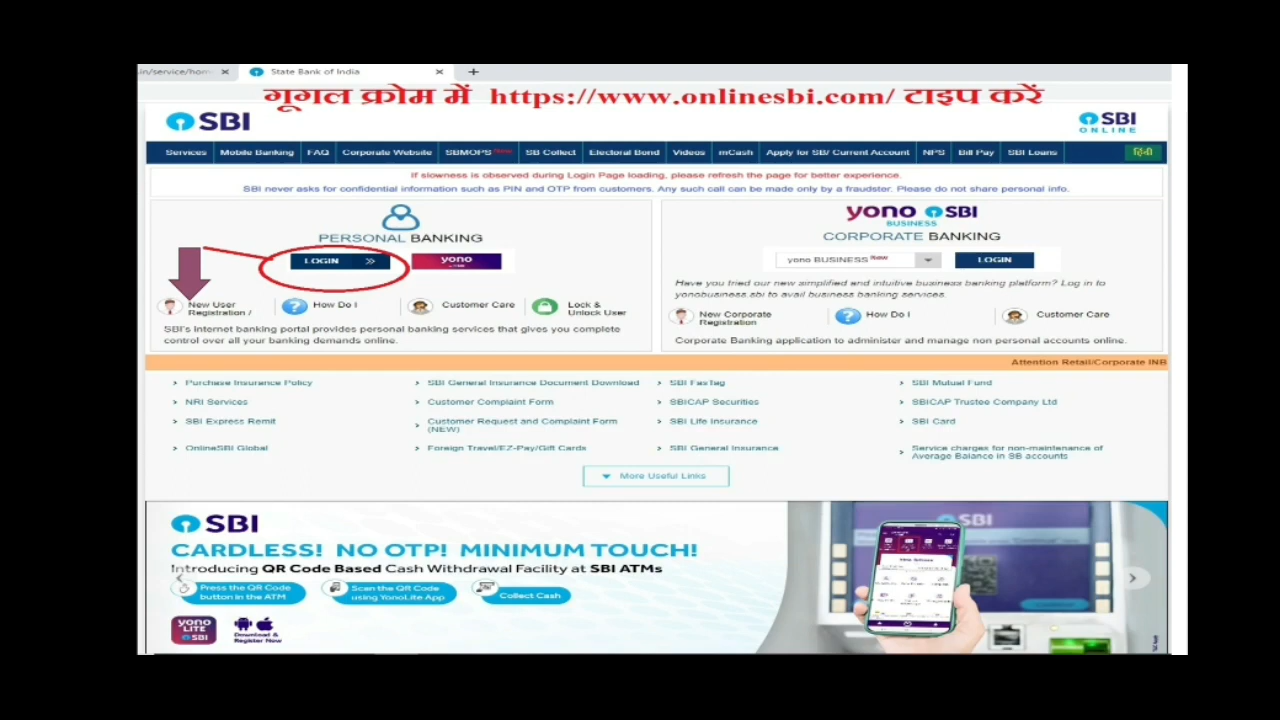 .in/service/hom
State Bank of India
गूगल क्रोम में https://www.onlinesbi.com/ टाइप करें
SBI
SBI
ONLINE
Services Mobile Banking FAQ Corporate Website SBMOPS New SB Collect Electoral Bond Videos mCash Apply for SB/ Current Account NPS Bill Pay SBI Loans हिंदी
If slowness is observed during Login Page loading, please refresh the page for better experience.
SBI never asks for confidential information such as PIN and OTP from customers. Any such call can be made only by a fraudster. Please do not share personal info.
PERSONAL BANKING
LOGIN
yono
New User
Registration /
How Do I
Customer Care
Lock &
Unlock User
SBI's Internet banking portal provides personal banking services that gives you complete
control over all your banking demands online.
yono SBI
BUSINESS
CORPORATE BANKING
yono BUSINESS New
LOGIN
Have you tried our new simplified and intuitive business banking platform? Log in to
yonobusiness.sbi to avail business banking services.
New Corporate
Registration
How Do I
Customer Care
Corporate Banking application to administer and manage non personal accounts online.
Attention Retail/Corporate INB
Purchase Insurance Policy
SBI General Insurance Document Download
SBI FasTag
SBI Mutual Fund
NRI Services
Customer Complaint Form
SBICAP Securities
SBICAP Trustee Company Ltd
SBI Express Remit
Customer Request and Complaint Form
(NEW)
SBI Life Insurance
SBI Card
OnlineSBI Global
Foreign Travel/EZ-Pay/Gift Cards
SBI General Insurance
Service charges for non-maintenance of
Average Balance in SB accounts
More Useful Links
SBI
CARDLESS! NO OTP! MINIMUM TOUCH!
Introducing QR Code Based Cash Withdrawal Facility at SBI ATMs
Press the QR Code
button in the ATM
Scan the QR Code
using YonoLite App
Collect Cash
yono
LITE
SBI
Download &
Register Now
SBI